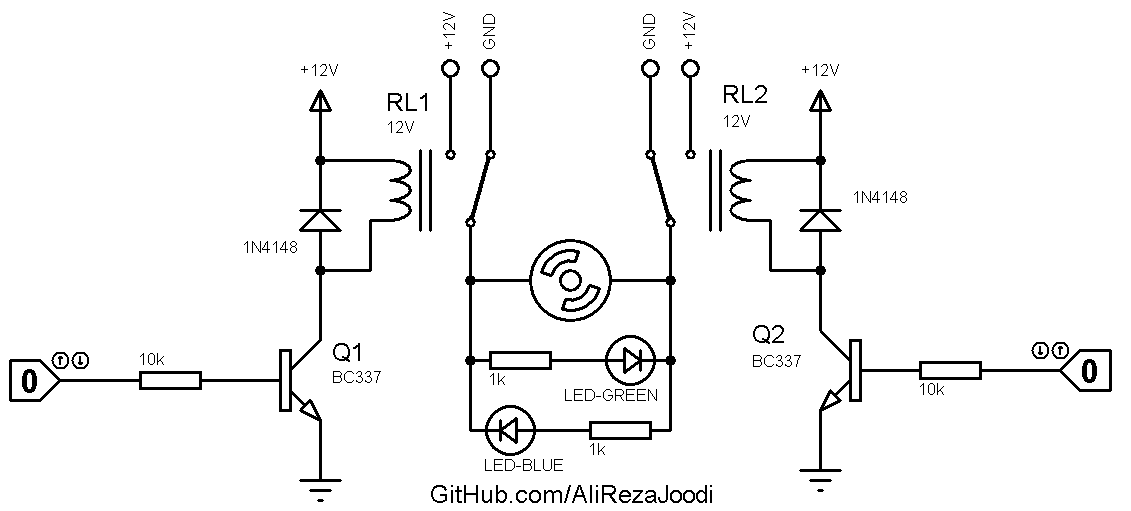 +12V
GND
GND
+12V
+12V
RL1
12V
RL2
12V
+12V
1N4148
1N4148
Q1
BC337
Q2
BC337
10k
0
1k
LED-GREEN
10k
0
LED-BLUE
1k
GitHub.com/AliRezaJoodi